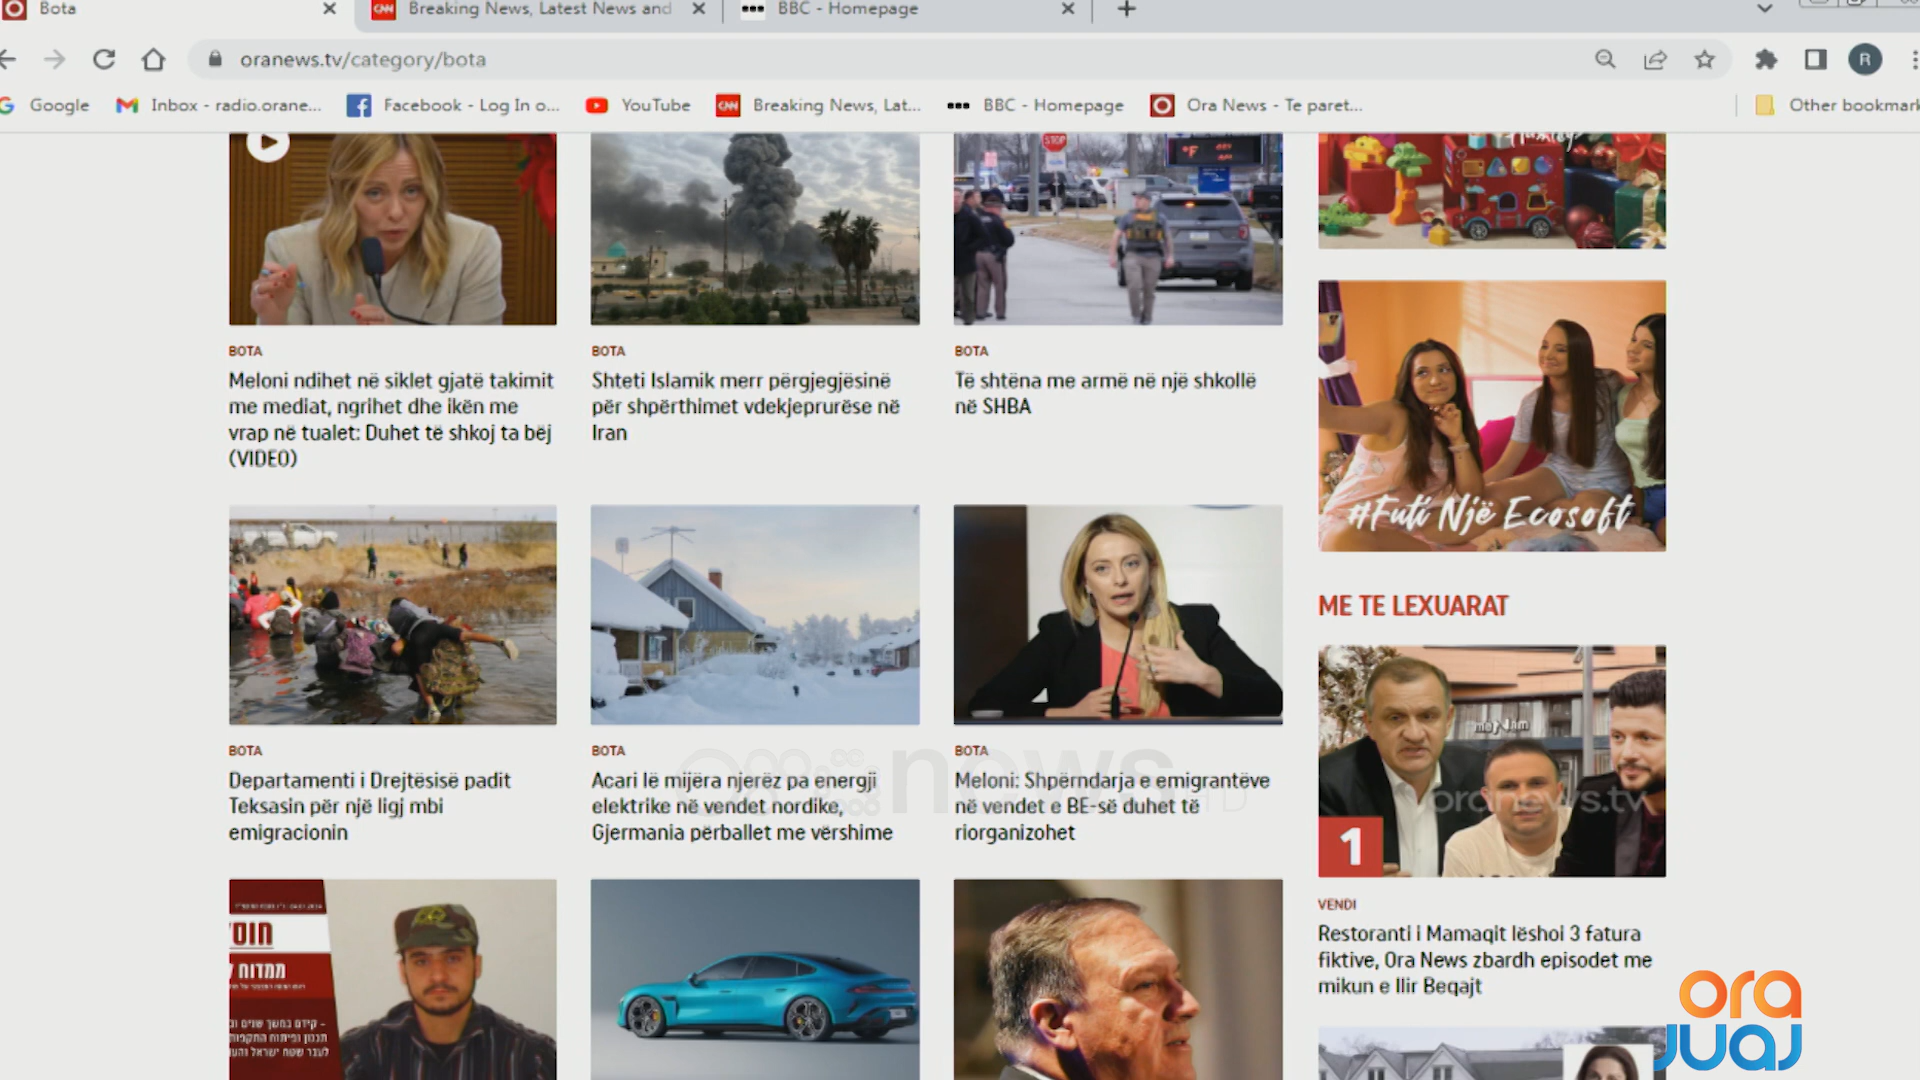 Bota
Breaking News, Latest News and
BBC - Homepage
oranews.tv/category/bota
R
Google
Inbox - radio.orane...
Facebook - Log In o...
YouTube
CNN
Breaking News, Lat...
BBC - Homepage
Ora News - Te paret...
Other bookmark
STOP
°F
BOTA
Meloni ndihet në siklet gjatë takimit
me mediat, ngrihet dhe ikën me
vrap në tualet: Duhet të shkoj ta bëj
(VIDEO)
BOTA
Shteti Islamik merr përgjegjësinë
për shpërthimet vdekjeprurëse në
Iran
BOTA
Të shtëna me armë në një shkollë
në SHBA
#Futi Një Ecosoft
ME TE LEXUARAT
BOTA
Departamenti i Drejtësisë padit
Teksasin për një ligj mbi
emigracionin
BOTA
Acari lë mijëra njerëz pa energji
elektrike në vendet nordike,
Gjermania përballet me vërshime
BOTA
Meloni: Shpërndarja e emigrantëve
në vendet e BE-së duhet të
riorganizohet
news
oranews.tv
1
VENDI
Restoranti i Mamaqit lëshoi 3 fatura
fiktive, Ora News zbardh episodet me
mikun e Ilir Beqajt
ora
juaj